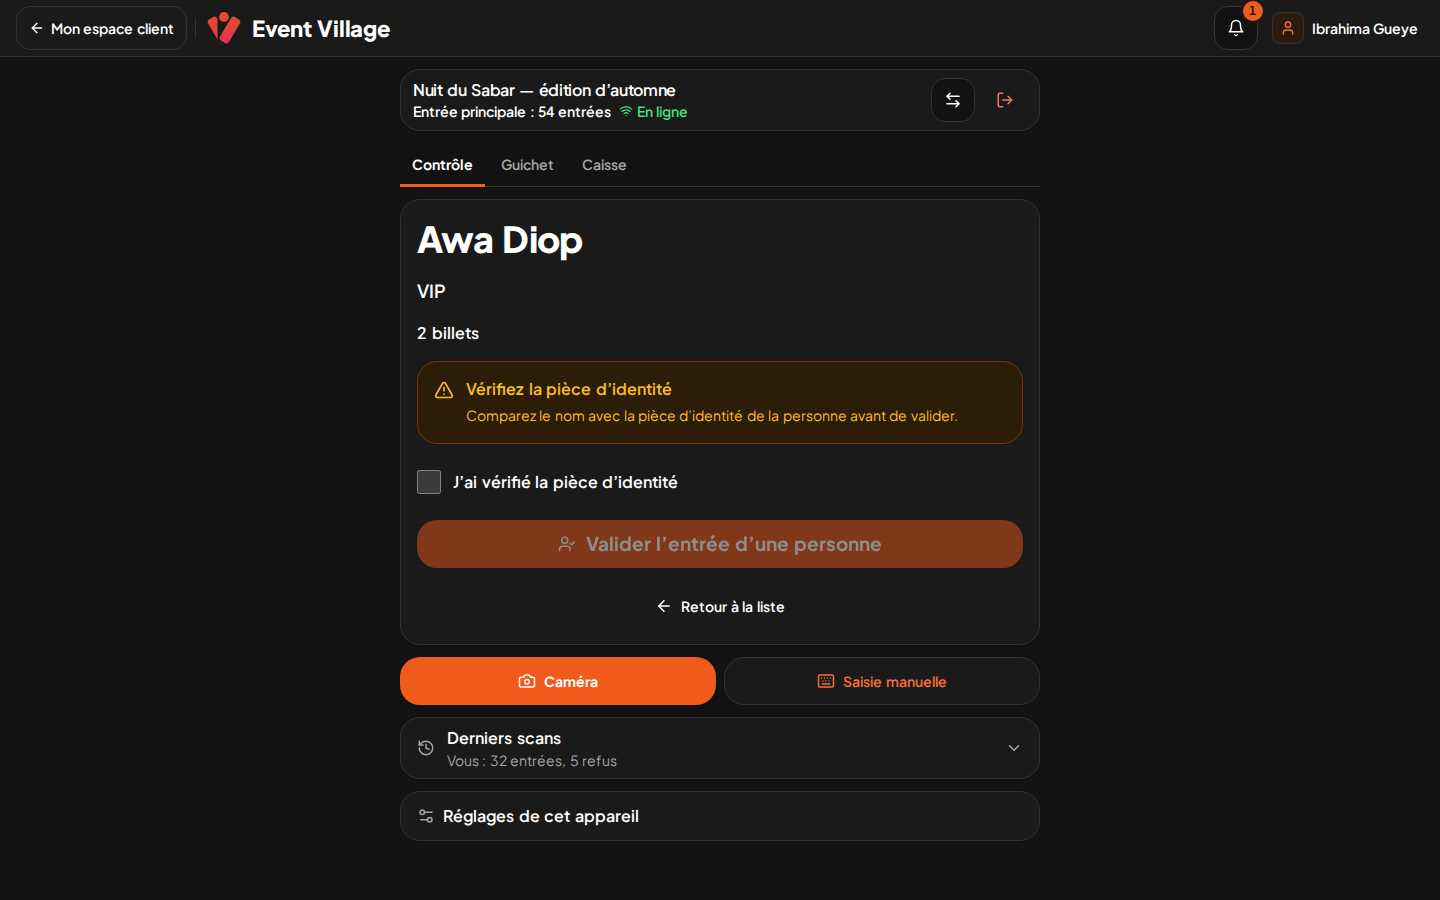 Mon espace client
Event Village
1
Ibrahima Gueye
Nuit du Sabar — édition d’automne
Entrée principale : 54 entrées En ligne
Contrôle Guichet Caisse
Awa Diop
VIP
2 billets
Vérifiez la pièce d’identité
Comparez le nom avec la pièce d’identité de la personne avant de valider.
J’ai vérifié la pièce d’identité
Valider l’entrée d’une personne
Retour à la liste
Caméra
Saisie manuelle
Derniers scans
Vous : 32 entrées, 5 refus
Réglages de cet appareil